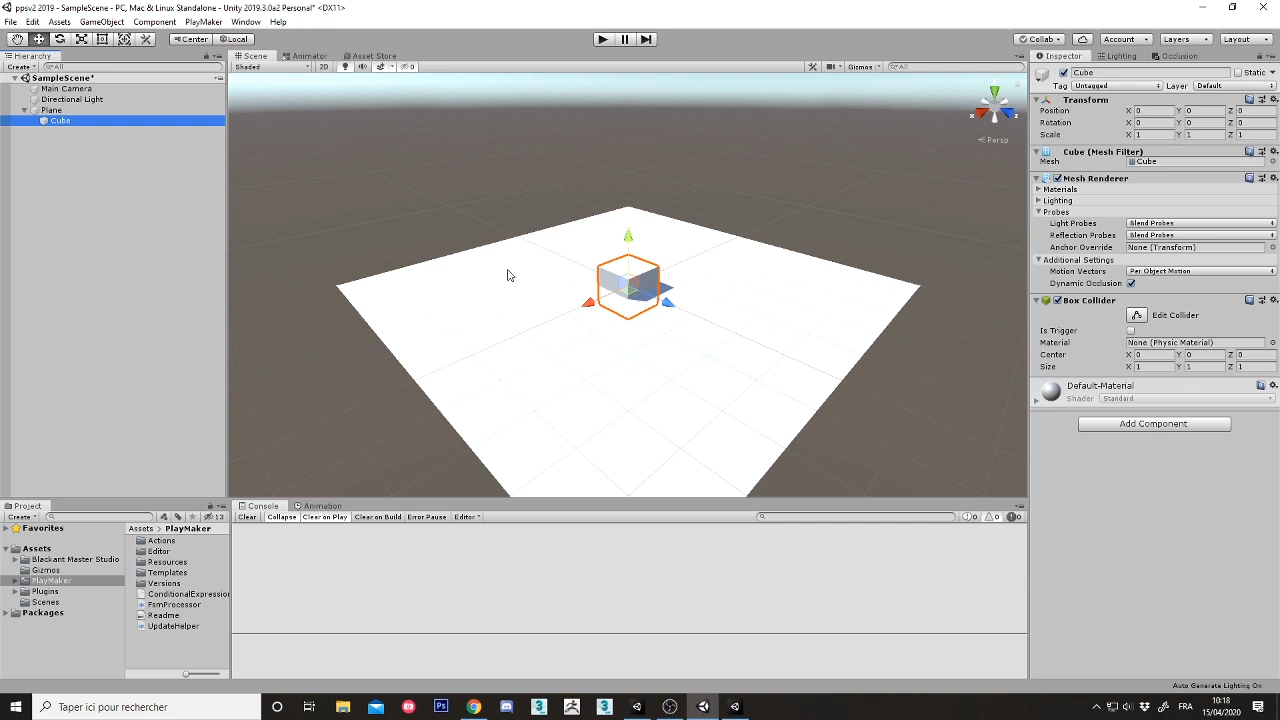 ppsv2 2019 - SampleScene - PC, Mac & Linux Standalone - Unity 2019.3.0a2 Personal* <DX11>
File Edit Assets GameObject Component PlayMaker Window Help
Center Local Collab Account Layers Layout
Hierarchy Scene Animator Asset Store Inspector Lighting Occlusion
Create All Shaded 2D 0 Gizmos All
SampleScene*
Main Camera
Directional Light
Plane
Cube
Persp
Cube Static
Tag Untagged Layer Default
Transform
Position X 0 Y 0 Z 0
Rotation X 0 Y 0 Z 0
Scale X 1 Y 1 Z 1
Cube (Mesh Filter)
Mesh Cube
Mesh Renderer
Materials
Lighting
Probes
Light Probes Blend Probes
Reflection Probes Blend Probes
Anchor Override None (Transform)
Additional Settings
Motion Vectors Per Object Motion
Dynamic Occlusion
Box Collider
Edit Collider
Is Trigger
Material None (Physic Material)
Center X 0 Y 0 Z 0
Size X 1 Y 1 Z 1
Default-Material
Shader Standard
Add Component
Project
Create 13
Favorites
Assets
Blackant Master Studio
Gizmos
PlayMaker
Plugins
Scenes
Packages
Assets PlayMaker
Actions
Editor
Resources
Templates
Versions
ConditionalExpression
FsmProcessor
Readme
UpdateHelper
Console Animation
Clear Collapse Clear on Play Clear on Build Error Pause Editor 0 0 0
Auto Generate Lighting On
Taper ici pour rechercher
Ps 3 3
FRA
10:18
15/04/2020